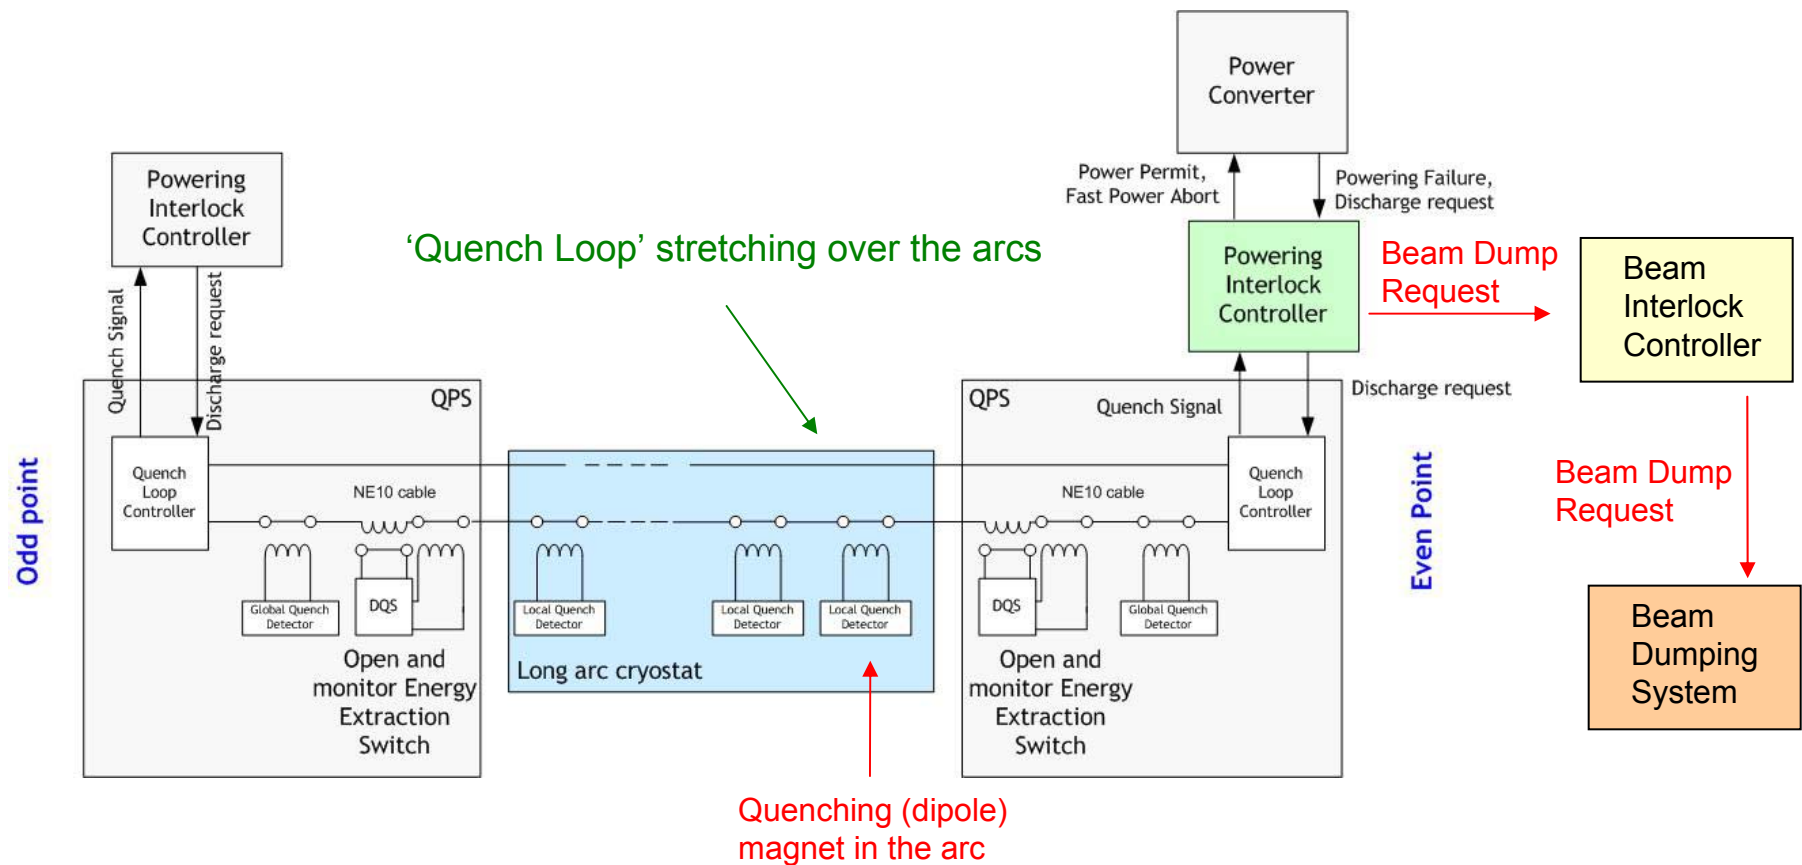 Power
Converter
Power Permit,
Fast Power Abort
Powering Failure,
Discharge request
Powering
Interlock
Controller
'Quench Loop' stretching over the arcs
Powering
Interlock
Controller
Beam Dump
Request
Beam
Interlock
Controller
Quench Signal
Discharge request
QPS
QPS
Quench Signal
Discharge request
Odd point
Quench
Loop
Controller
NE10 cable
NE10 cable
Quench
Loop
Controller
Even Point
Beam Dump
Request
Global Quench
Detector
DQS
Local Quench
Detector
Local Quench
Detector
Local Quench
Detector
DQS
Global Quench
Detector
Open and
monitor Energy
Extraction
Switch
Long arc cryostat
Open and
monitor Energy
Extraction
Switch
Beam
Dumping
System
Quenching (dipole)
magnet in the arc